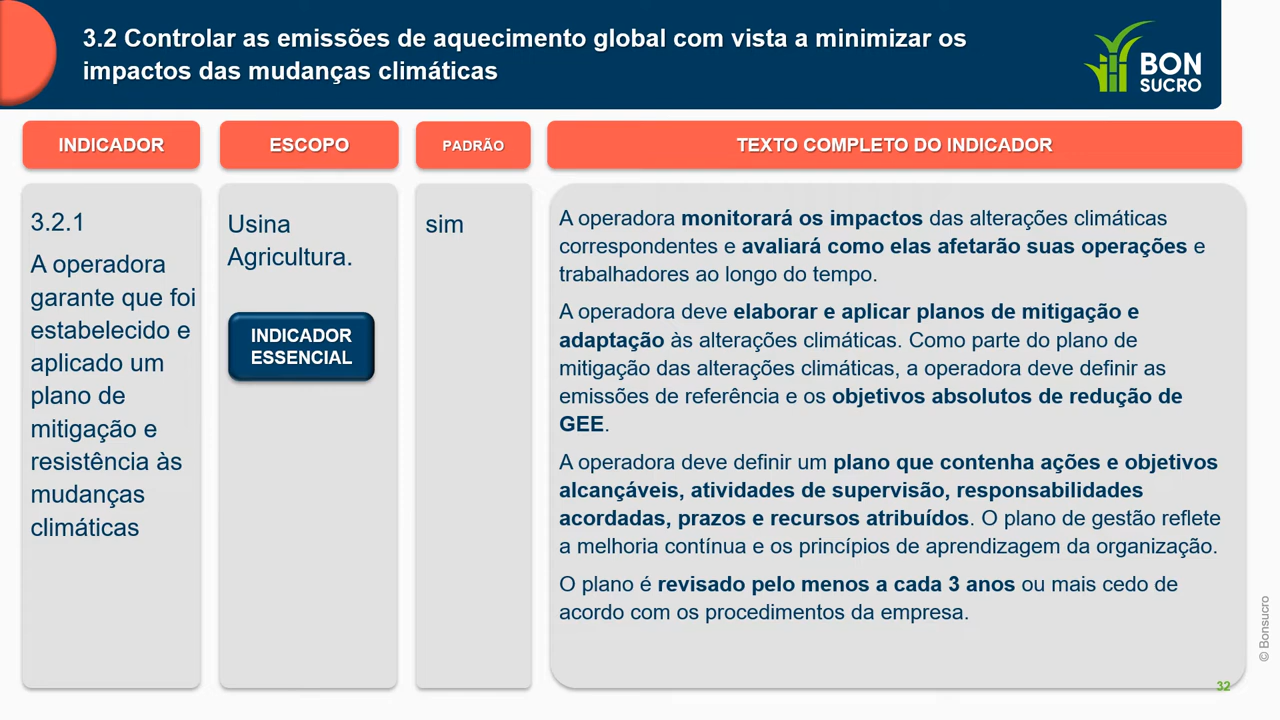 3.2 Controlar as emissões de aquecimento global com vista a minimizar os
impactos das mudanças climáticas
BON
SUCRO
INDICADOR
ESCOPO
PADRÃO
TEXTO COMPLETO DO INDICADOR
3.2.1
A operadora
garante que foi
estabelecido e
aplicado um
plano de
mitigação e
resistência às
mudanças
climáticas
Usina
Agricultura.
INDICADOR
ESSENCIAL
sim
A operadora monitorará os impactos das alterações climáticas
correspondentes e avaliará como elas afetarão suas operações e
trabalhadores ao longo do tempo.
A operadora deve elaborar e aplicar planos de mitigação e
adaptação às alterações climáticas. Como parte do plano de
mitigação das alterações climáticas, a operadora deve definir as
emissões de referência e os objetivos absolutos de redução de
GEE.
A operadora deve definir um plano que contenha ações e objetivos
alcançáveis, atividades de supervisão, responsabilidades
acordadas, prazos e recursos atribuídos. O plano de gestão reflete
a melhoria contínua e os princípios de aprendizagem da organização.
O plano é revisado pelo menos a cada 3 anos ou mais cedo de
acordo com os procedimentos da empresa.
© Bonsucro
32